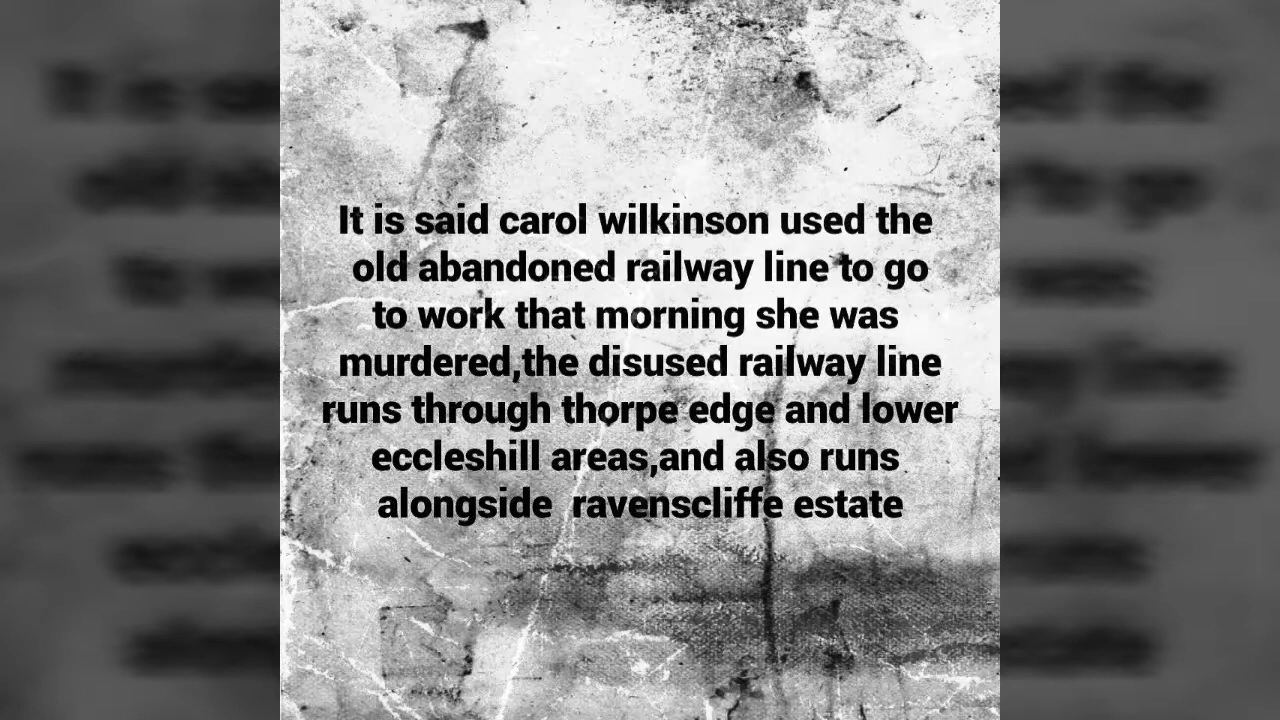 It is said carol wilkinson used the
old abandoned railway line to go
to work that morning she was
murdered,the disused railway line
runs through thorpe edge and lower
eccleshill areas,and also runs
alongside  ravenscliffe estate